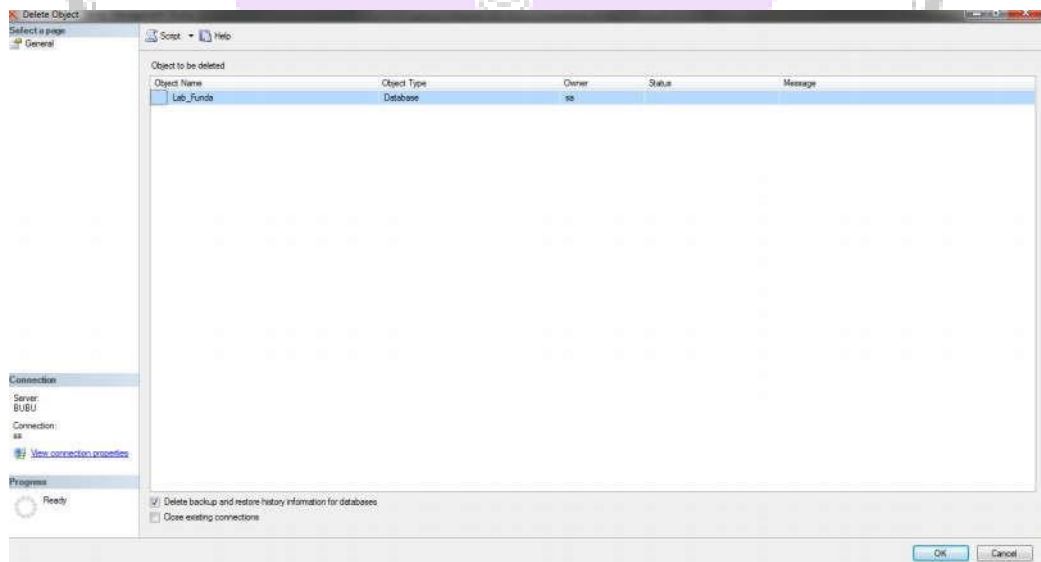 Delete Object
Select a page
General
Script
Help
Object to be deleted
Object Name Object Type Owner Status Message
Lab_Funda Database sa
Connection
Server:
BUBU
Connection:
sa
View connection properties
Progress
Ready
Delete backup and restore history information for databases
Close existing connections
OK Cancel